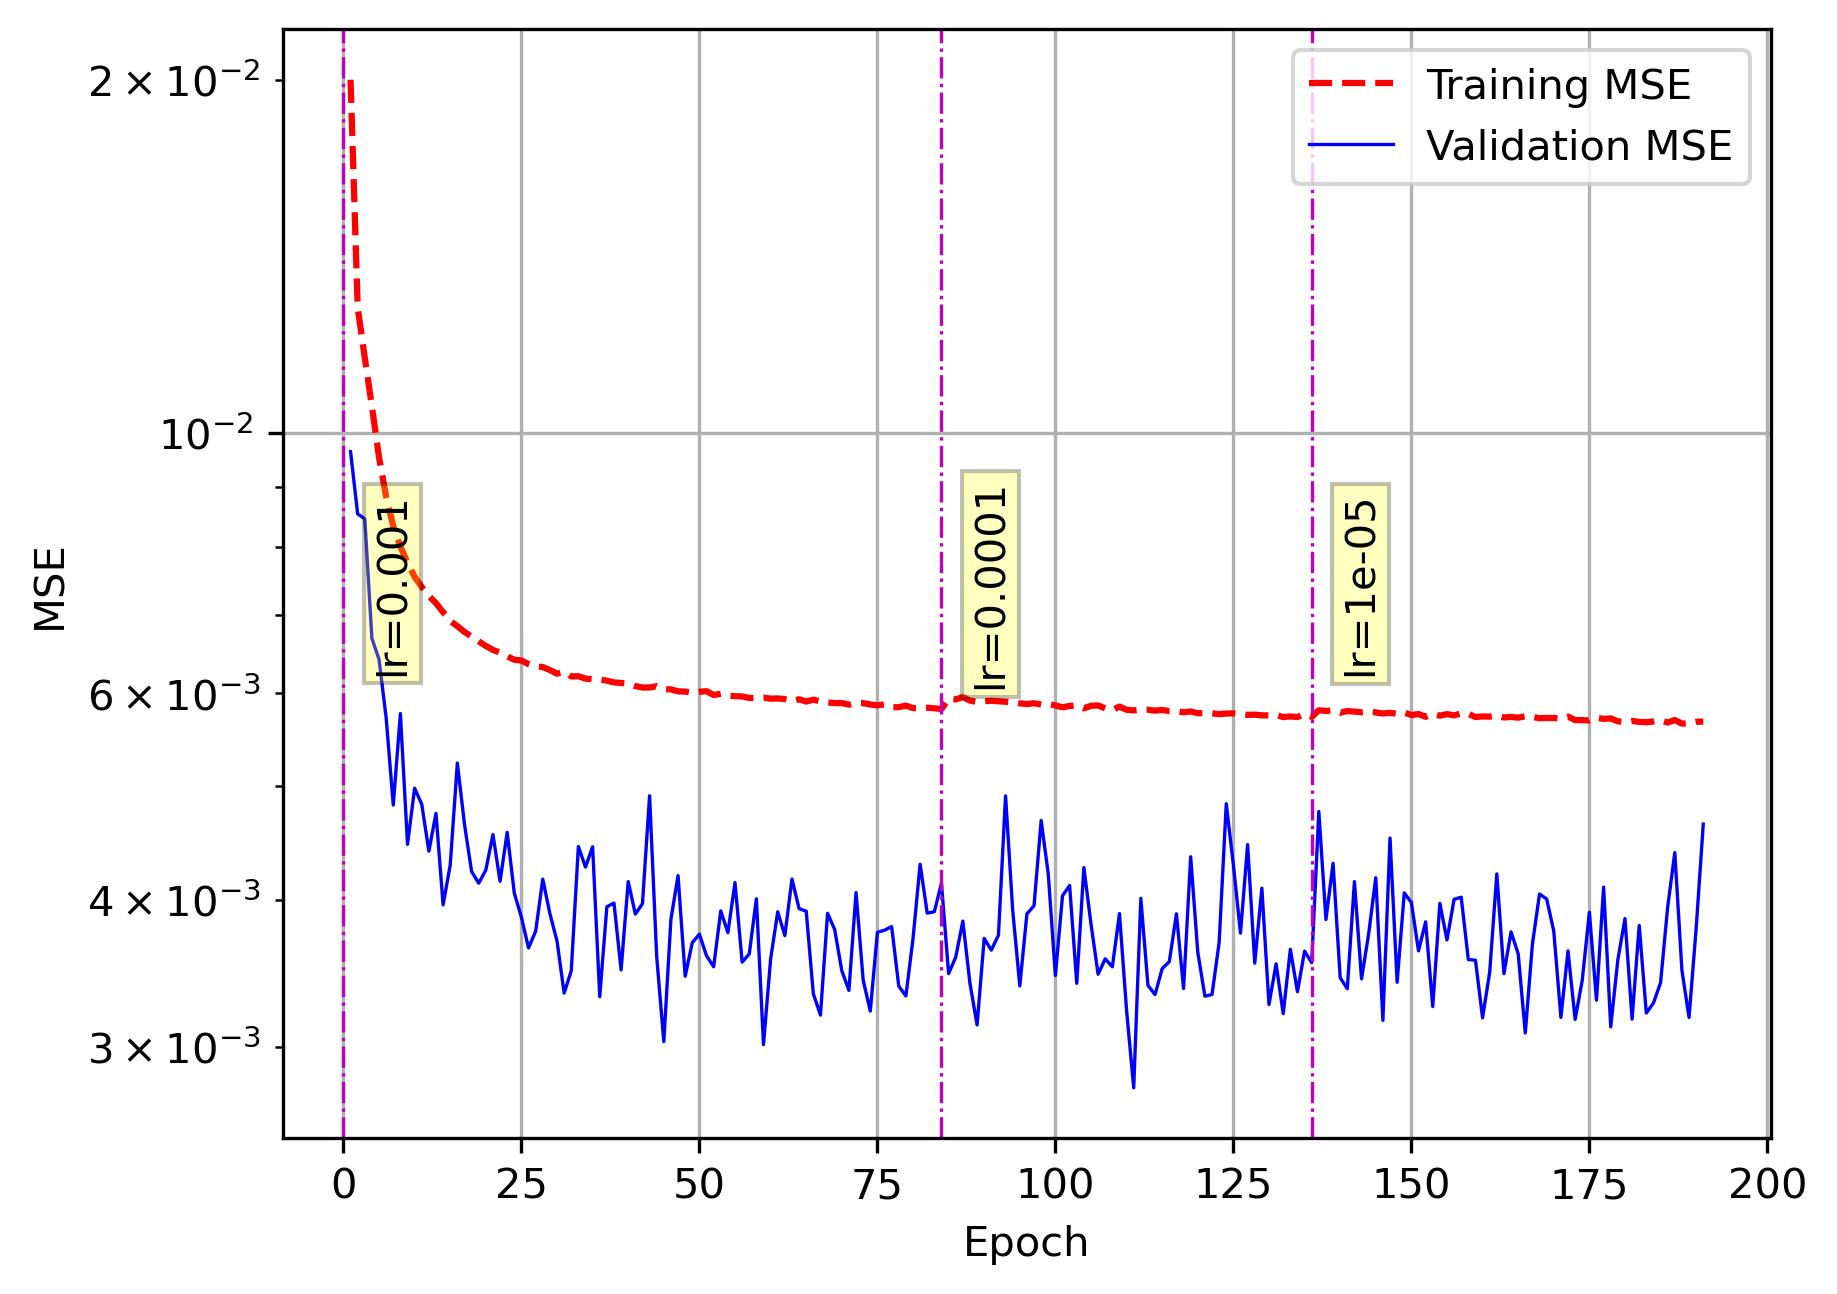 2 × 10⁻²
10⁻²
6 × 10⁻³
4 × 10⁻³
3 × 10⁻³
MSE
Training MSE
Validation MSE
lr=0.001
lr=0.0001
lr=1e-05
0 25 50 75 100 125 150 175 200
Epoch